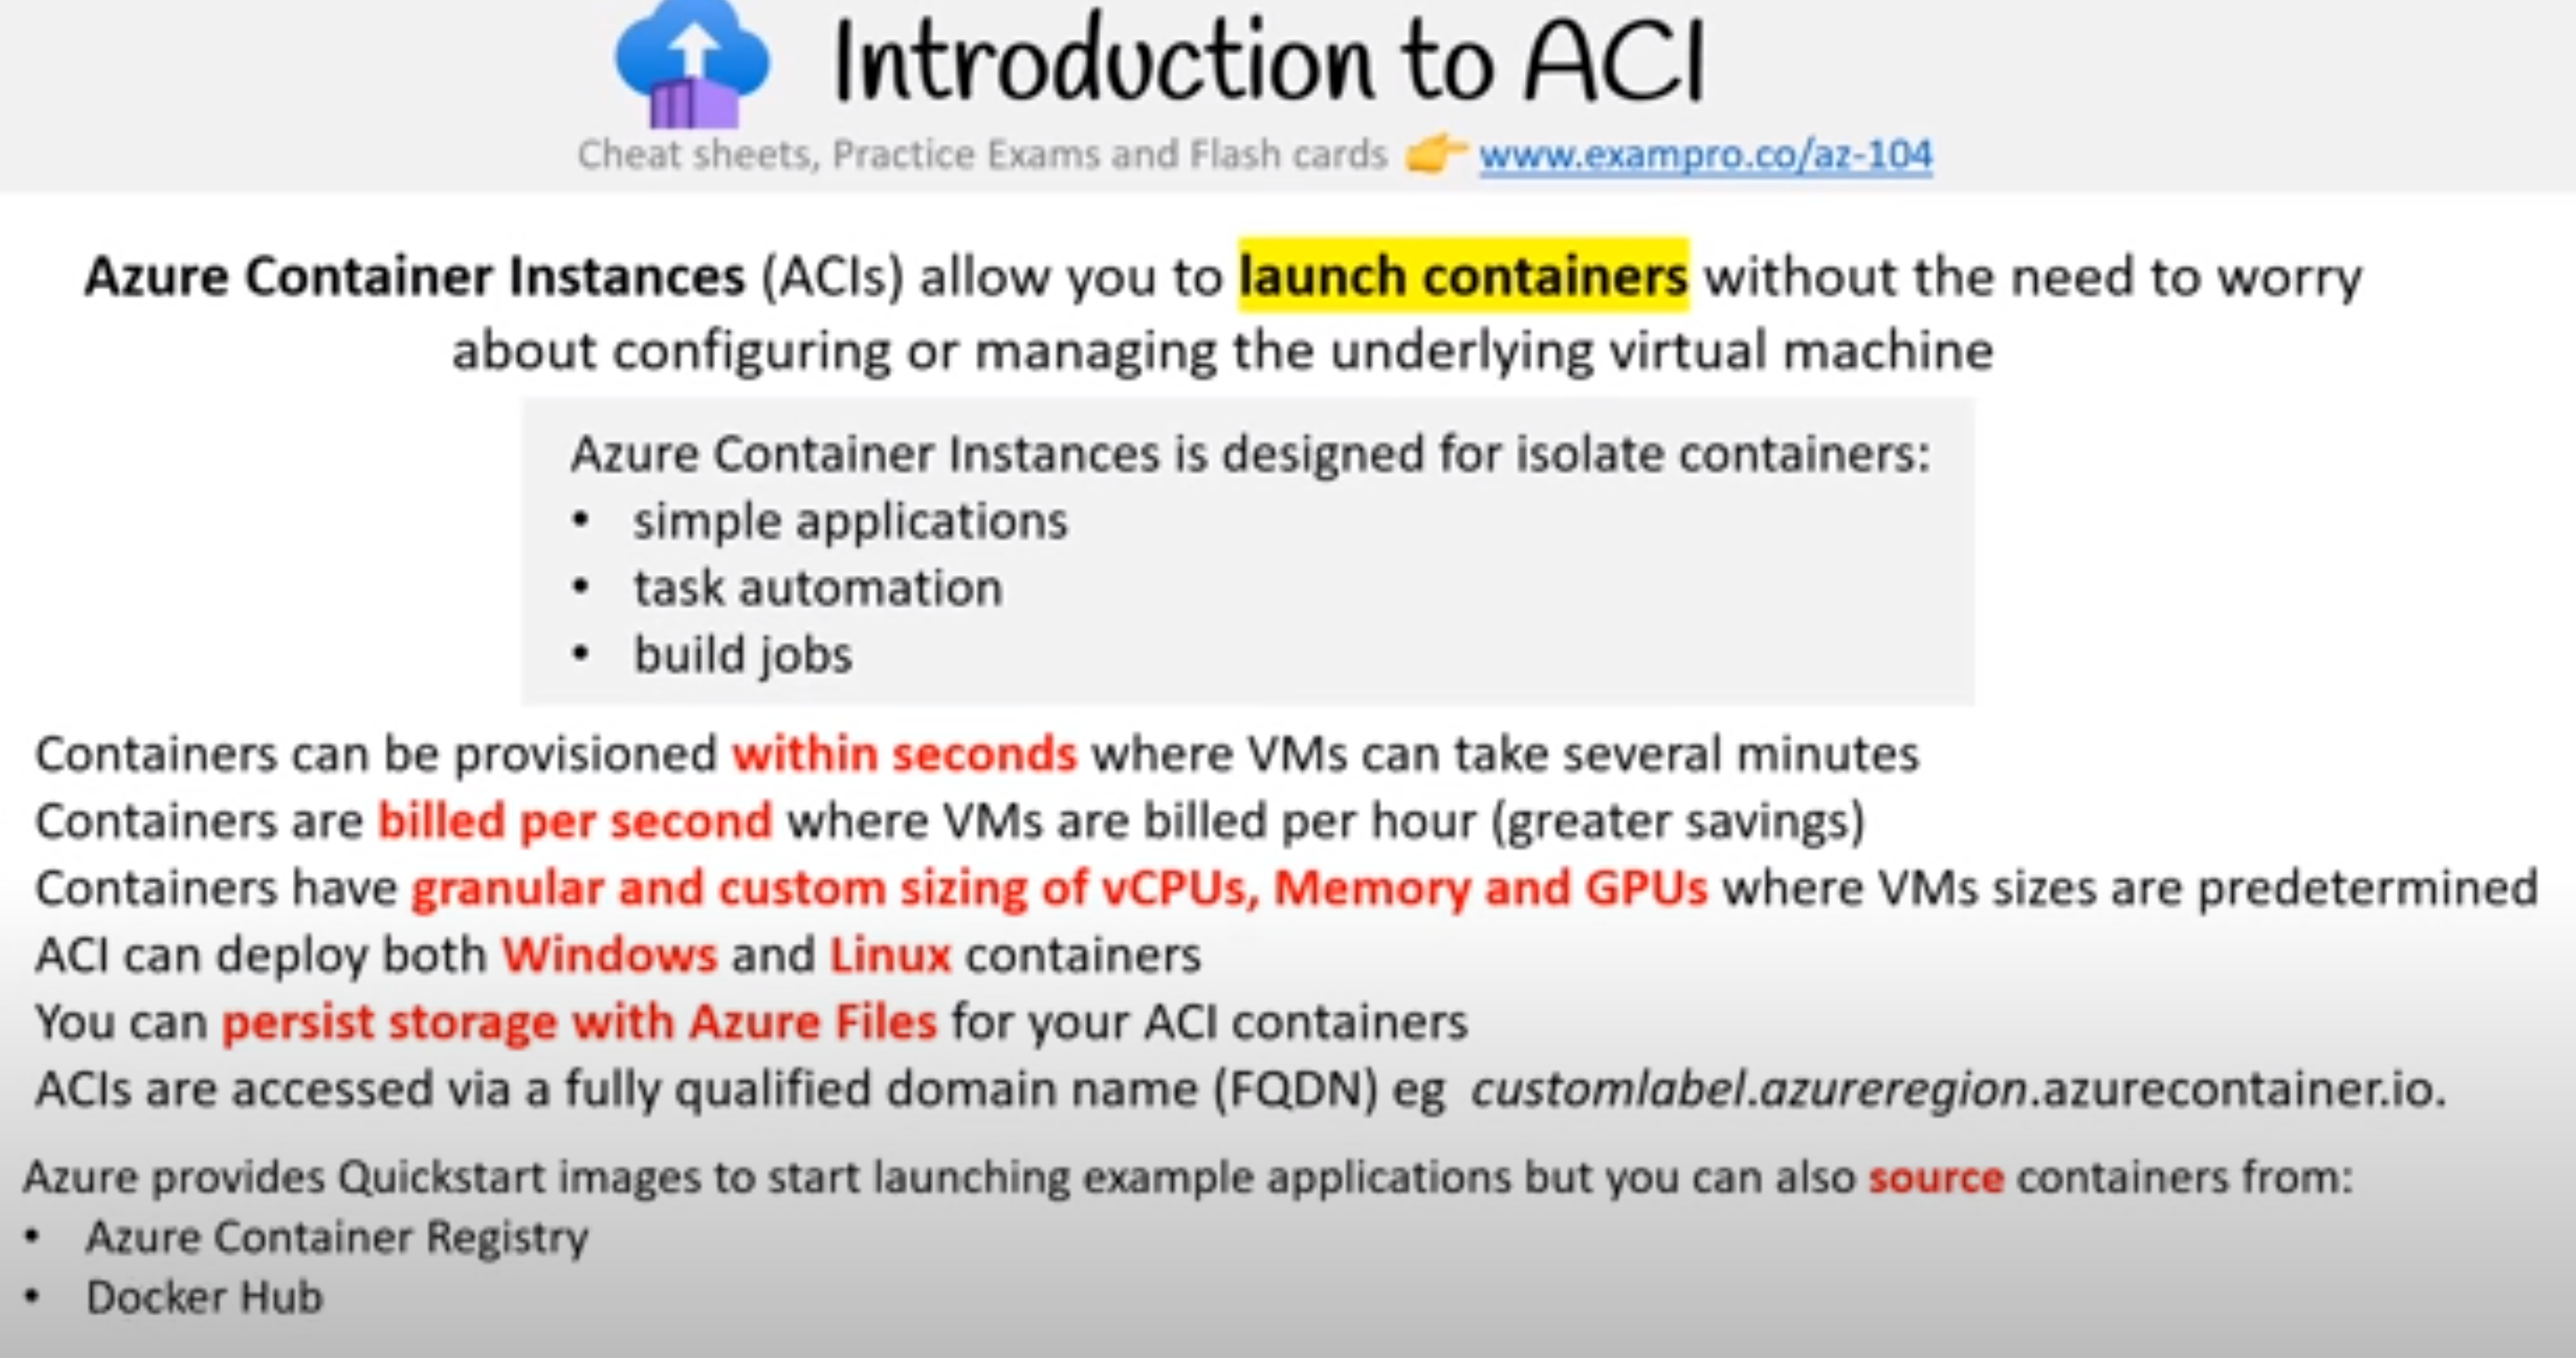 Introduction to ACI
Cheat sheets, Practice Exams and Flash cards 👉 www.exampro.co/az-104
Azure Container Instances (ACIs) allow you to launch containers without the need to worry
about configuring or managing the underlying virtual machine
Azure Container Instances is designed for isolate containers:
• simple applications
• task automation
• build jobs
Containers can be provisioned within seconds where VMs can take several minutes
Containers are billed per second where VMs are billed per hour (greater savings)
Containers have granular and custom sizing of vCPUs, Memory and GPUs where VMs sizes are predetermined
ACI can deploy both Windows and Linux containers
You can persist storage with Azure Files for your ACI containers
ACIs are accessed via a fully qualified domain name (FQDN) eg customlabel.azureregion.azurecontainer.io.
Azure provides Quickstart images to start launching example applications but you can also source containers from:
• Azure Container Registry
• Docker Hub